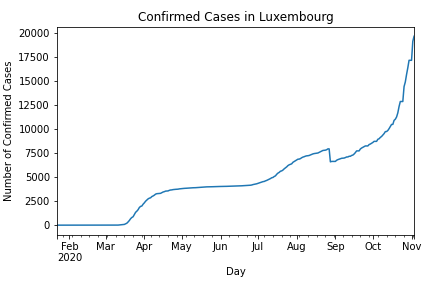 Confirmed Cases in Luxembourg
Number of Confirmed Cases
20000
17500
15000
12500
10000
7500
5000
2500
0
Feb Mar Apr May Jun Jul Aug Sep Oct Nov
2020
Day